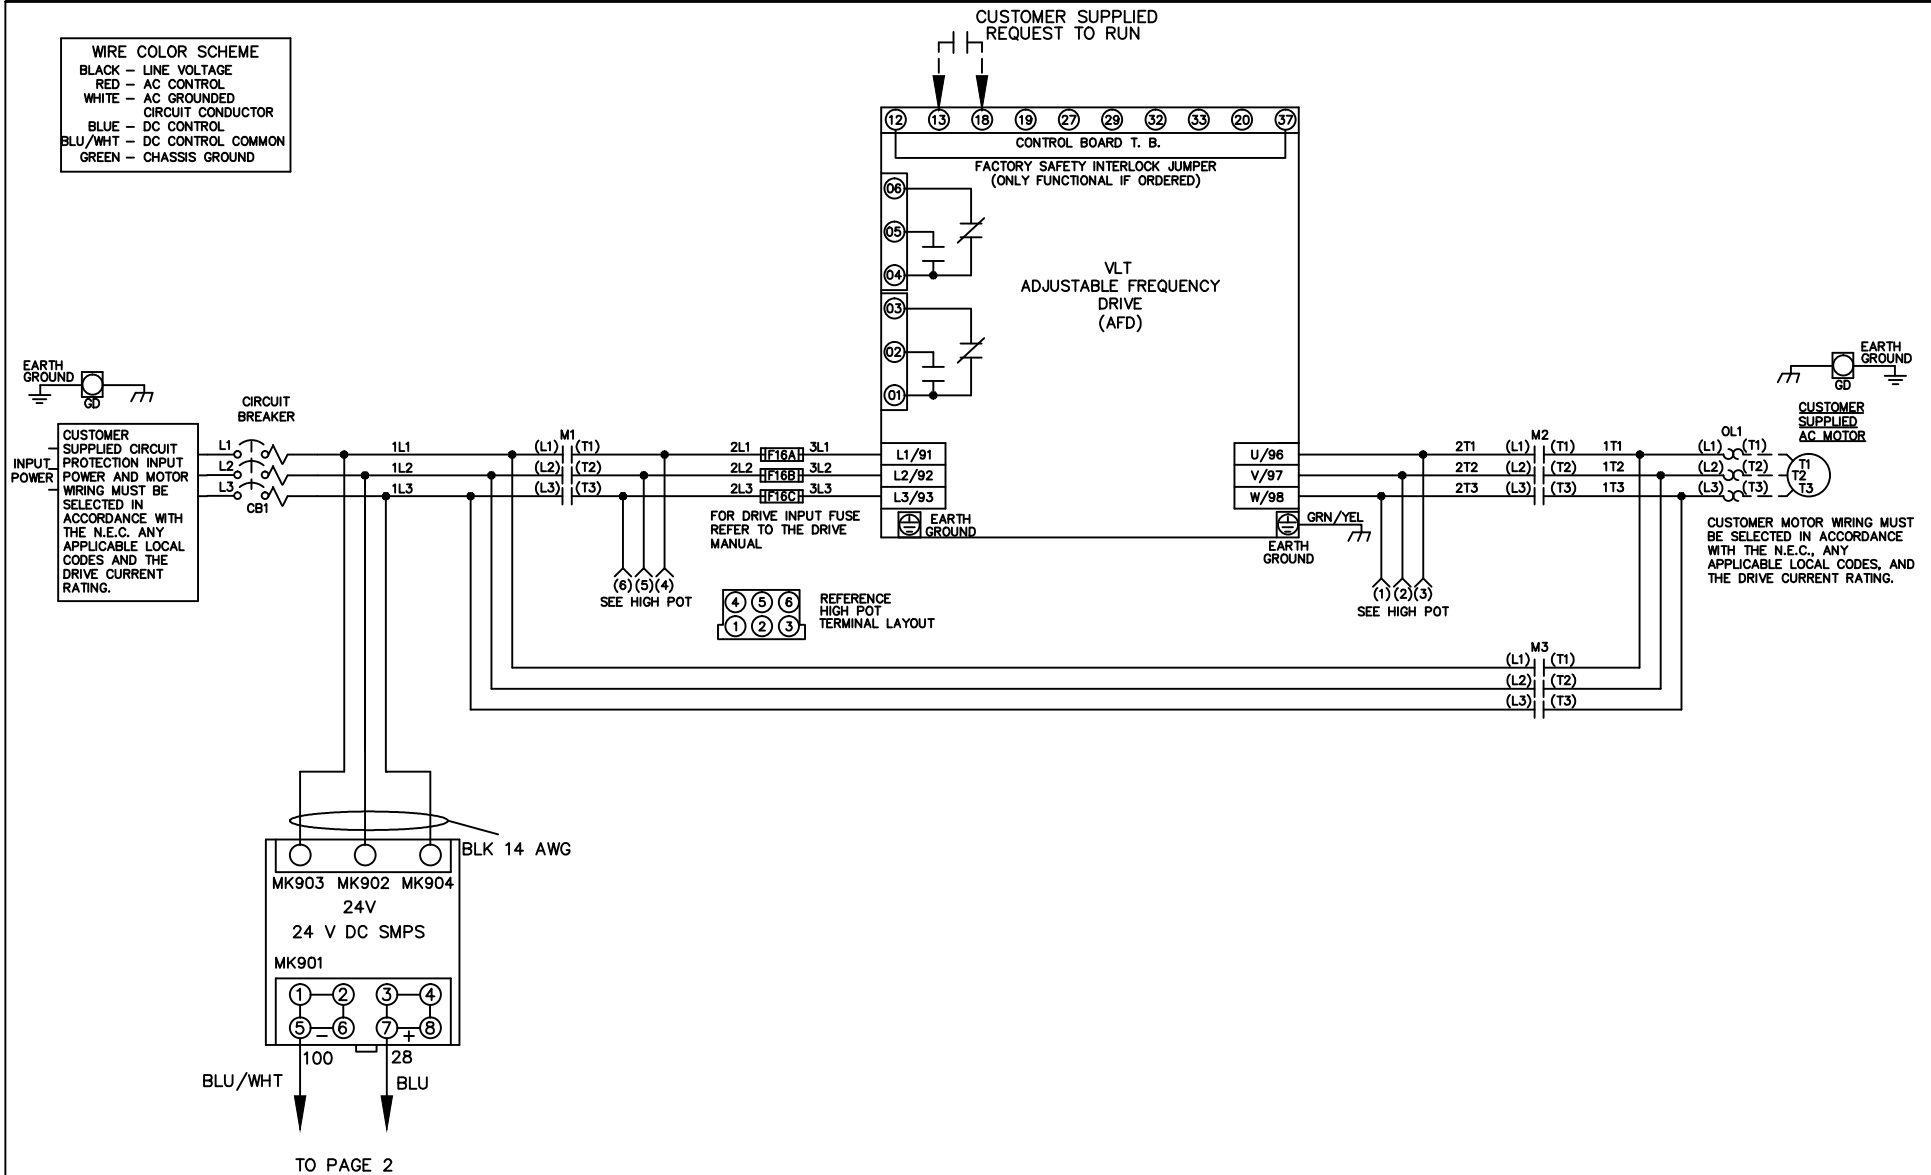 CUSTOMER SUPPLIED
REQUEST TO RUN
WIRE COLOR SCHEME
BLACK – LINE VOLTAGE
RED – AC CONTROL
WHITE – AC GROUNDED
CIRCUIT CONDUCTOR
BLUE – DC CONTROL
BLU/WHT – DC CONTROL COMMON
GREEN – CHASSIS GROUND
12 13 18 19 27 29 32 33 20 37
CONTROL BOARD T. B.
FACTORY SAFETY INTERLOCK JUMPER
(ONLY FUNCTIONAL IF ORDERED)
06
05
04
03
02
01
VLT
ADJUSTABLE FREQUENCY
DRIVE
(AFD)
EARTH
GROUND
GD
CIRCUIT
BREAKER
INPUT
POWER
CUSTOMER
SUPPLIED CIRCUIT
PROTECTION INPUT
POWER AND MOTOR
WIRING MUST BE
SELECTED IN
ACCORDANCE WITH
THE N.E.C. ANY
APPLICABLE LOCAL
CODES AND THE
DRIVE CURRENT
RATING.
L1
L2
L3
CB1
1L1
1L2
1L3
M1
(L1) (T1)
(L2) (T2)
(L3) (T3)
2L1 F16A 3L1
2L2 F16B 3L2
2L3 F16C 3L3
FOR DRIVE INPUT FUSE
REFER TO THE DRIVE
MANUAL
(6) (5) (4)
SEE HIGH POT
4 5 6
1 2 3
REFERENCE
HIGH POT
TERMINAL LAYOUT
L1/91
L2/92
L3/93
EARTH
GROUND
U/96
V/97
W/98
GRN/YEL
EARTH
GROUND
2T1
2T2
2T3
(1) (2) (3)
SEE HIGH POT
M2
(L1) (T1)
(L2) (T2)
(L3) (T3)
1T1
1T2
1T3
OL1
(L1) (T1)
(L2) (T2)
(L3) (T3)
EARTH
GROUND
GD
CUSTOMER
SUPPLIED
AC MOTOR
T1
T2
T3
CUSTOMER MOTOR WIRING MUST
BE SELECTED IN ACCORDANCE
WITH THE N.E.C., ANY
APPLICABLE LOCAL CODES, AND
THE DRIVE CURRENT RATING.
M3
(L1) (T1)
(L2) (T2)
(L3) (T3)
BLK 14 AWG
MK903 MK902 MK904
24V
24 V DC SMPS
MK901
1 2 3 4
5 – 6 7 + 8
100 28
BLU/WHT BLU
TO PAGE 2